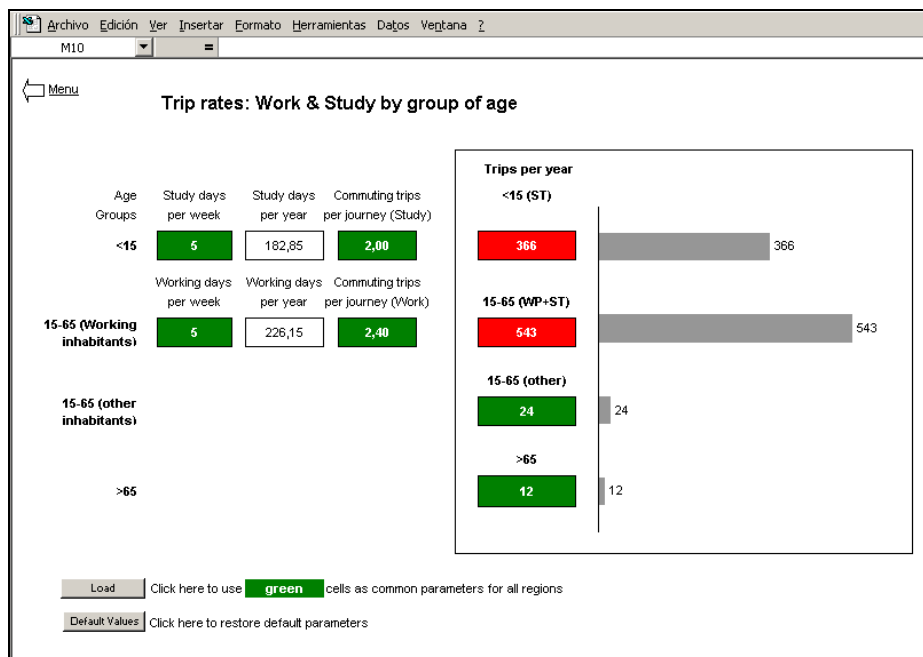 Archivo Edición Ver Insertar Formato Herramientas Datos Ventana ?
M10 =
Menu
Trip rates: Work & Study by group of age
Age Groups
Study days per week
Study days per year
Commuting trips per journey (Study)
<15 5 182,85 2,00
Working days per week
Working days per year
Commuting trips per journey (Work)
15-65 (Working inhabitants) 5 226,15 2,40
15-65 (other inhabitants)
>65
Trips per year
<15 (ST)
366 366
15-65 (WP+ST)
543 543
15-65 (other)
24 24
>65
12 12
Load Click here to use green cells as common parameters for all regions
Default Values Click here to restore default parameters